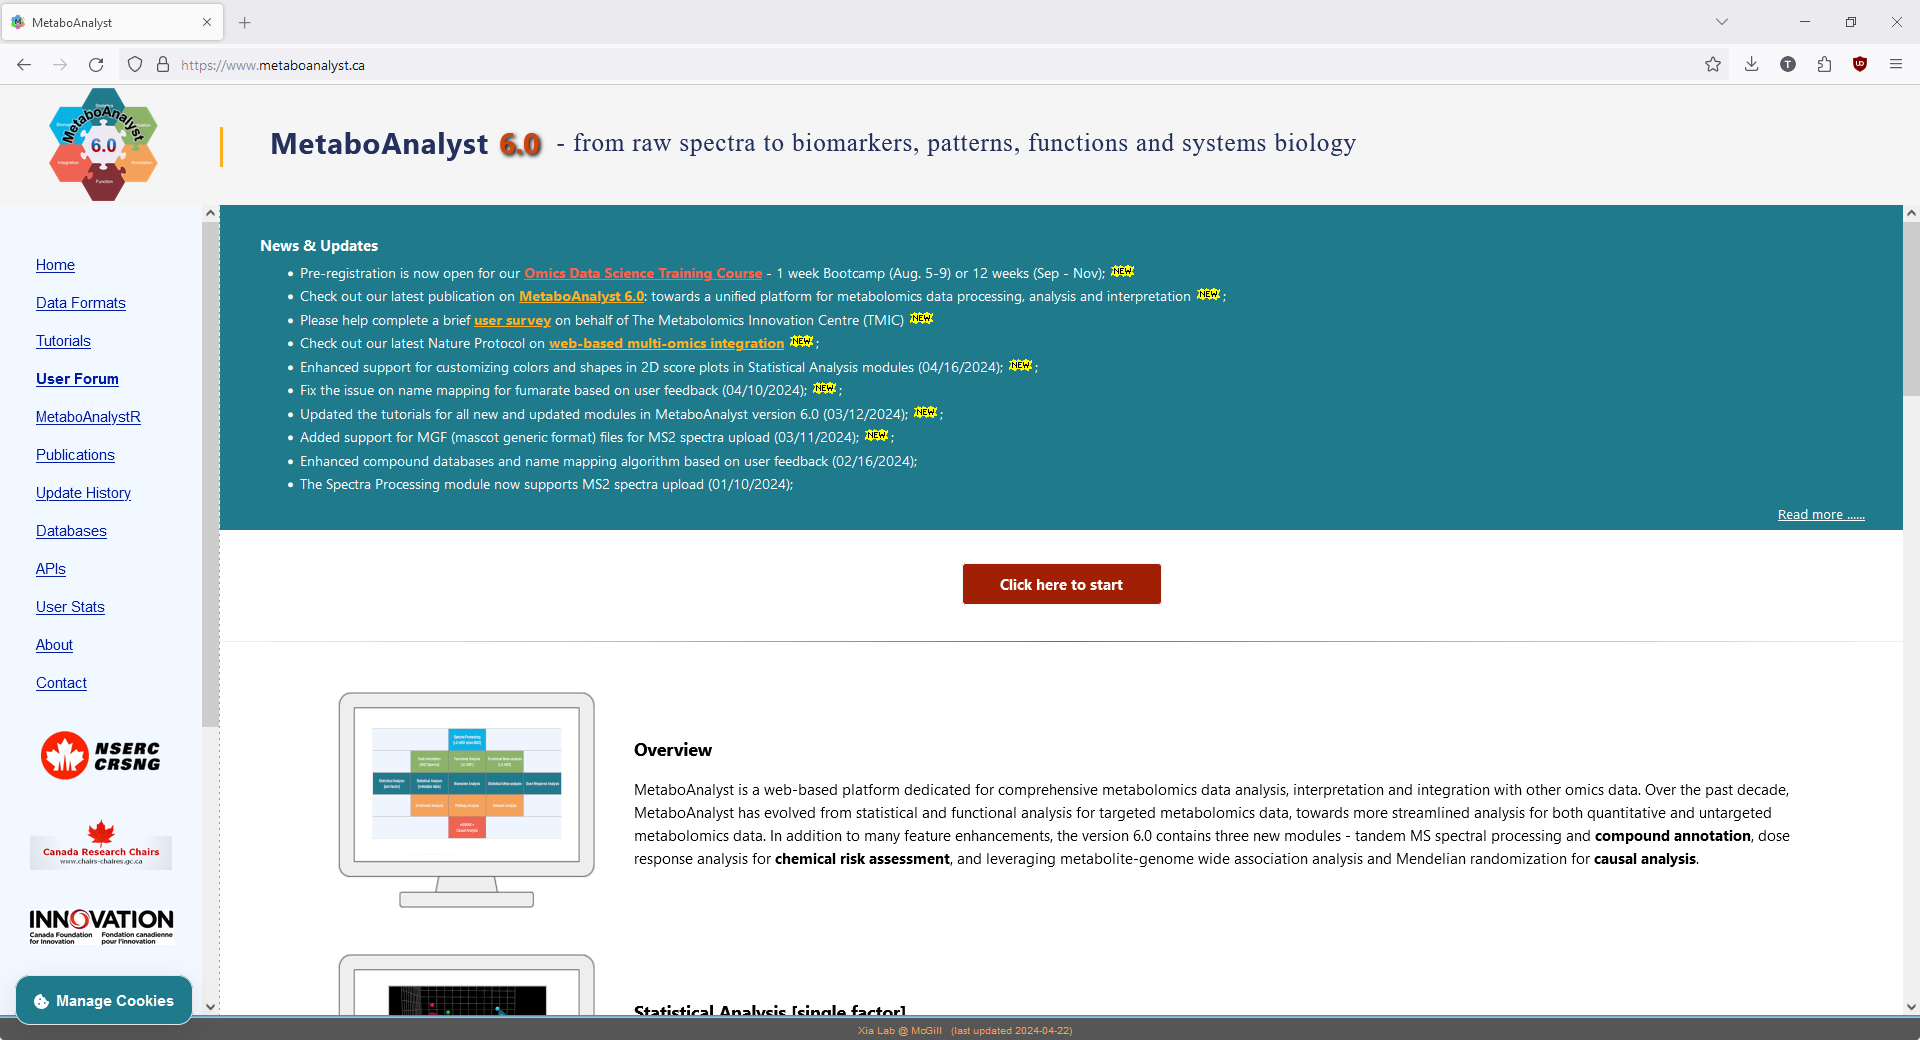 MetaboAnalyst
https://www.metaboanalyst.ca
T
MetaboAnalyst
6.0
Integration
Annotation
Function
MetaboAnalyst 6.0 - from raw spectra to biomarkers, patterns, functions and systems biology
Home
Data Formats
Tutorials
User Forum
MetaboAnalystR
Publications
Update History
Databases
APIs
User Stats
About
Contact
NSERC
CRSNG
Canada Research Chairs
www.chairs-chaires.gc.ca
INNOVATION
Canada Foundation for Innovation
Fondation canadienne pour l'innovation
Manage Cookies
News & Updates
• Pre-registration is now open for our Omics Data Science Training Course - 1 week Bootcamp (Aug. 5-9) or 12 weeks (Sep - Nov); NEW
• Check out our latest publication on MetaboAnalyst 6.0: towards a unified platform for metabolomics data processing, analysis and interpretation NEW ;
• Please help complete a brief user survey on behalf of The Metabolomics Innovation Centre (TMIC) NEW
• Check out our latest Nature Protocol on web-based multi-omics integration NEW ;
• Enhanced support for customizing colors and shapes in 2D score plots in Statistical Analysis modules (04/16/2024); NEW ;
• Fix the issue on name mapping for fumarate based on user feedback (04/10/2024); NEW ;
• Updated the tutorials for all new and updated modules in MetaboAnalyst version 6.0 (03/12/2024); NEW ;
• Added support for MGF (mascot generic format) files for MS2 spectra upload (03/11/2024); NEW ;
• Enhanced compound databases and name mapping algorithm based on user feedback (02/16/2024);
• The Spectra Processing module now supports MS2 spectra upload (01/10/2024);
Read more ......
Click here to start
Overview
MetaboAnalyst is a web-based platform dedicated for comprehensive metabolomics data analysis, interpretation and integration with other omics data. Over the past decade,
MetaboAnalyst has evolved from statistical and functional analysis for targeted metabolomics data, towards more streamlined analysis for both quantitative and untargeted
metabolomics data. In addition to many feature enhancements, the version 6.0 contains three new modules - tandem MS spectral processing and compound annotation, dose
response analysis for chemical risk assessment, and leveraging metabolite-genome wide association analysis and Mendelian randomization for causal analysis.
Statistical Analysis [single factor]
Xia Lab @ McGill (last updated 2024-04-22)